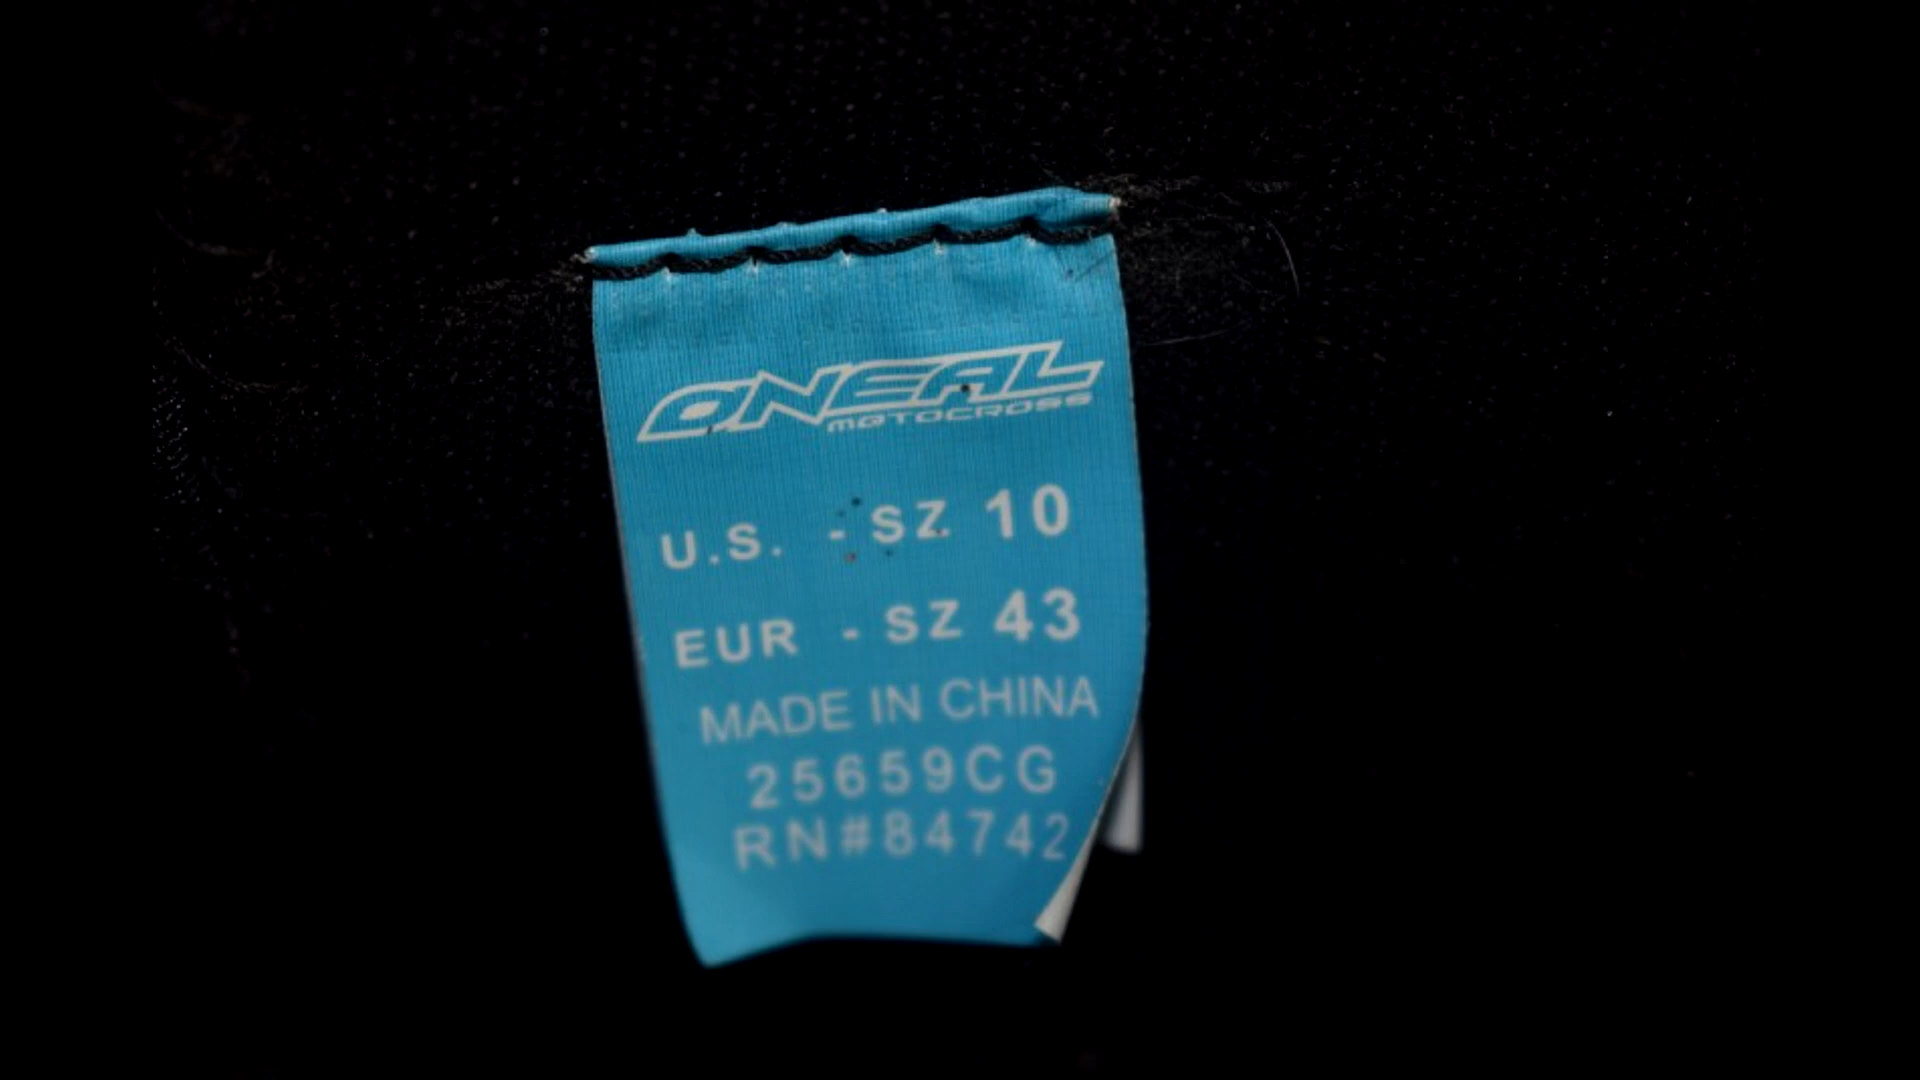 ONEAL
MOTOCROSS
U.S. - SZ 10
EUR - SZ 43
MADE IN CHINA
25659CG
RN#84742